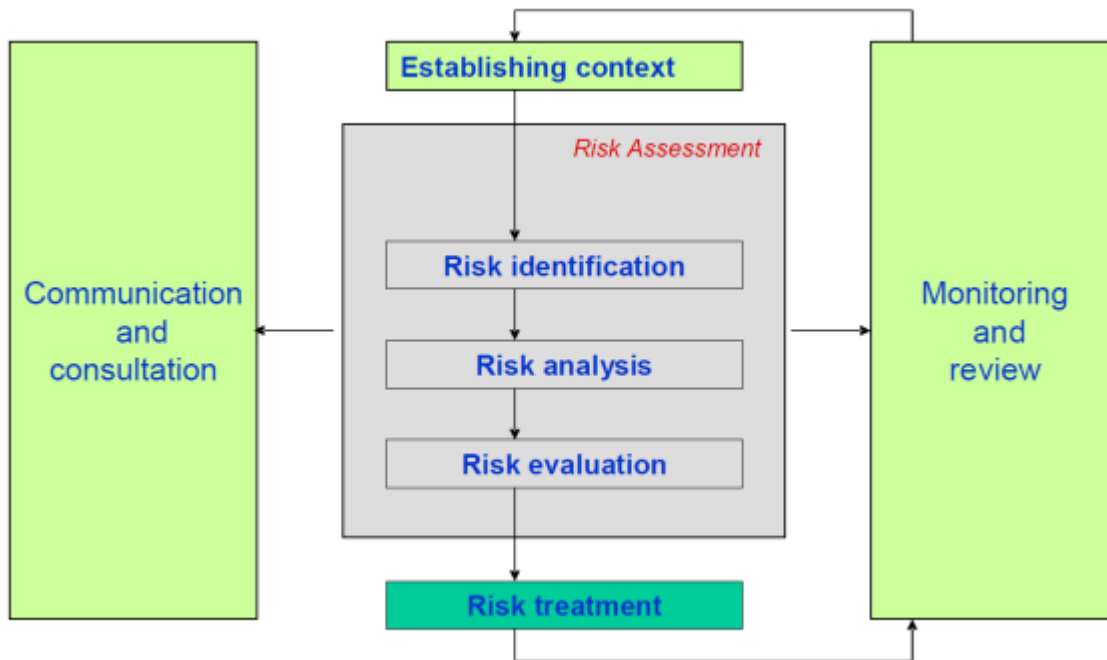 Establishing context
Risk Assessment
Risk identification
Communication
and
consultation
Monitoring
and
review
Risk analysis
Risk evaluation
Risk treatment